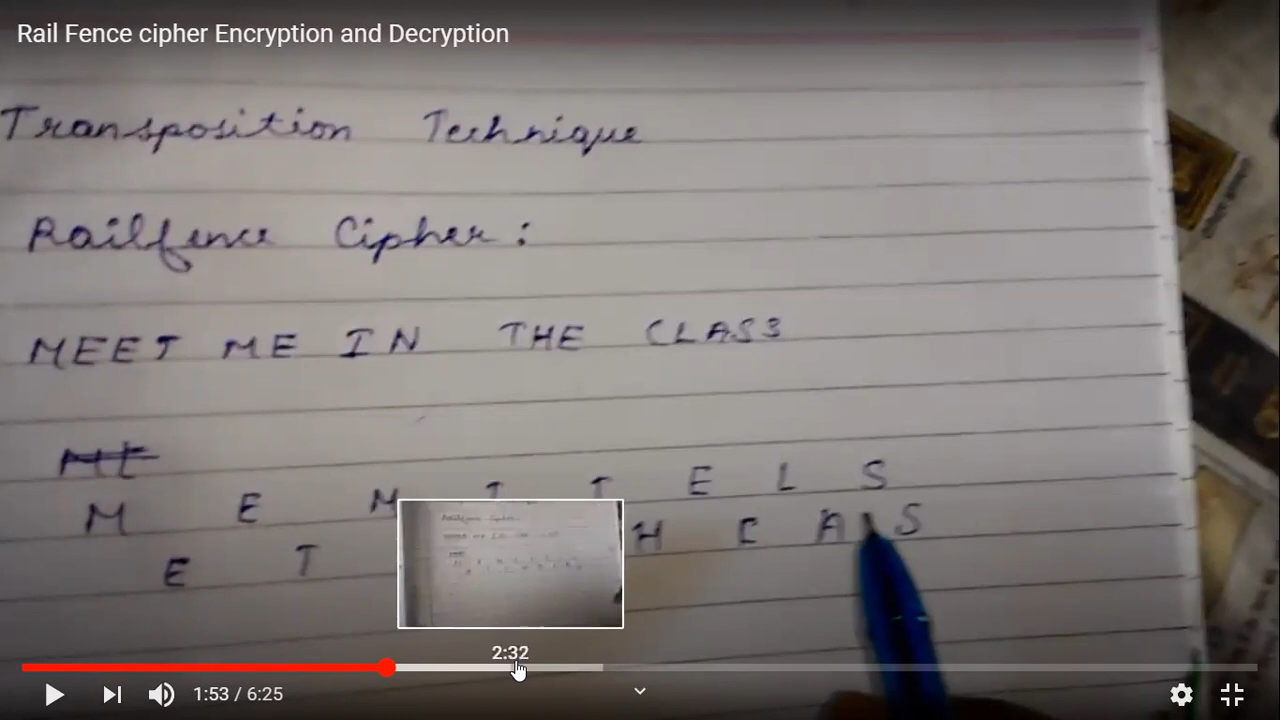 Rail Fence cipher Encryption and Decryption
Transposition Technique
Railfence Cipher:
MEET ME IN THE CLASS
ME
M E M I T E L S
E T H C A S
2:32
1:53 / 6:25